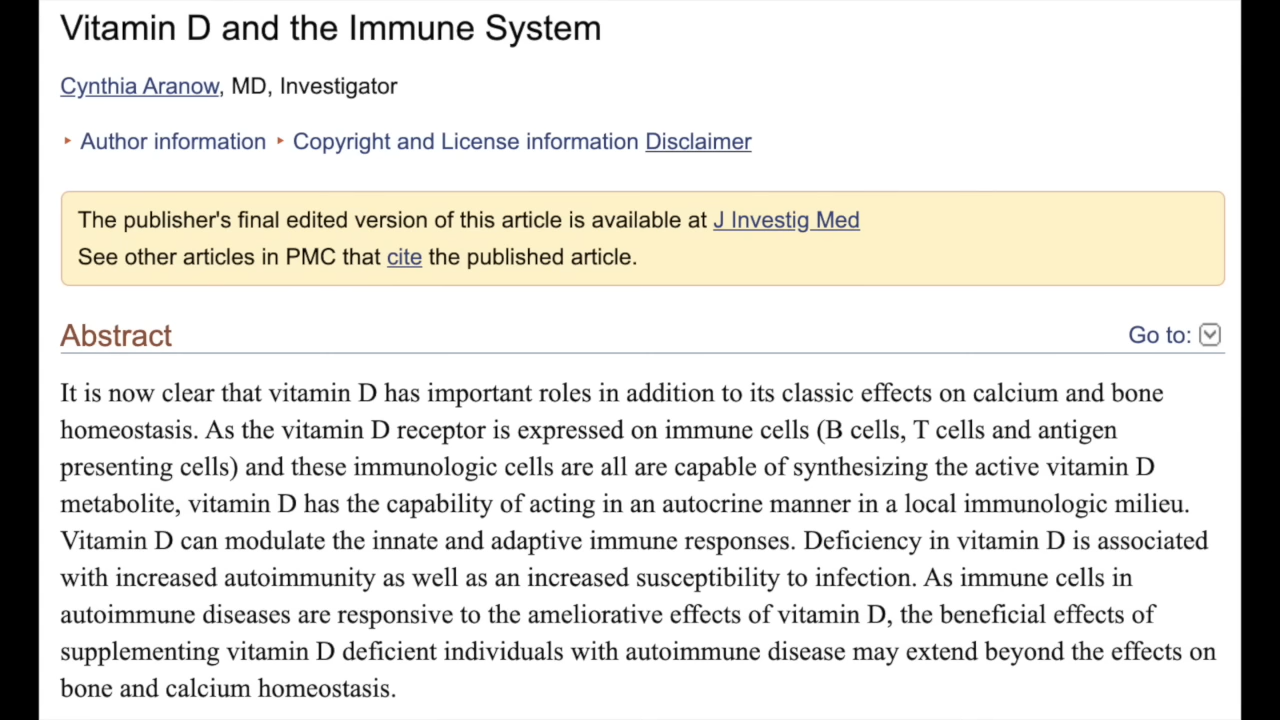 Vitamin D and the Immune System
Cynthia Aranow, MD, Investigator
Author information Copyright and License information Disclaimer
The publisher's final edited version of this article is available at J Investig Med
See other articles in PMC that cite the published article.
Abstract
Go to:
It is now clear that vitamin D has important roles in addition to its classic effects on calcium and bone
homeostasis. As the vitamin D receptor is expressed on immune cells (B cells, T cells and antigen
presenting cells) and these immunologic cells are all are capable of synthesizing the active vitamin D
metabolite, vitamin D has the capability of acting in an autocrine manner in a local immunologic milieu.
Vitamin D can modulate the innate and adaptive immune responses. Deficiency in vitamin D is associated
with increased autoimmunity as well as an increased susceptibility to infection. As immune cells in
autoimmune diseases are responsive to the ameliorative effects of vitamin D, the beneficial effects of
supplementing vitamin D deficient individuals with autoimmune disease may extend beyond the effects on
bone and calcium homeostasis.